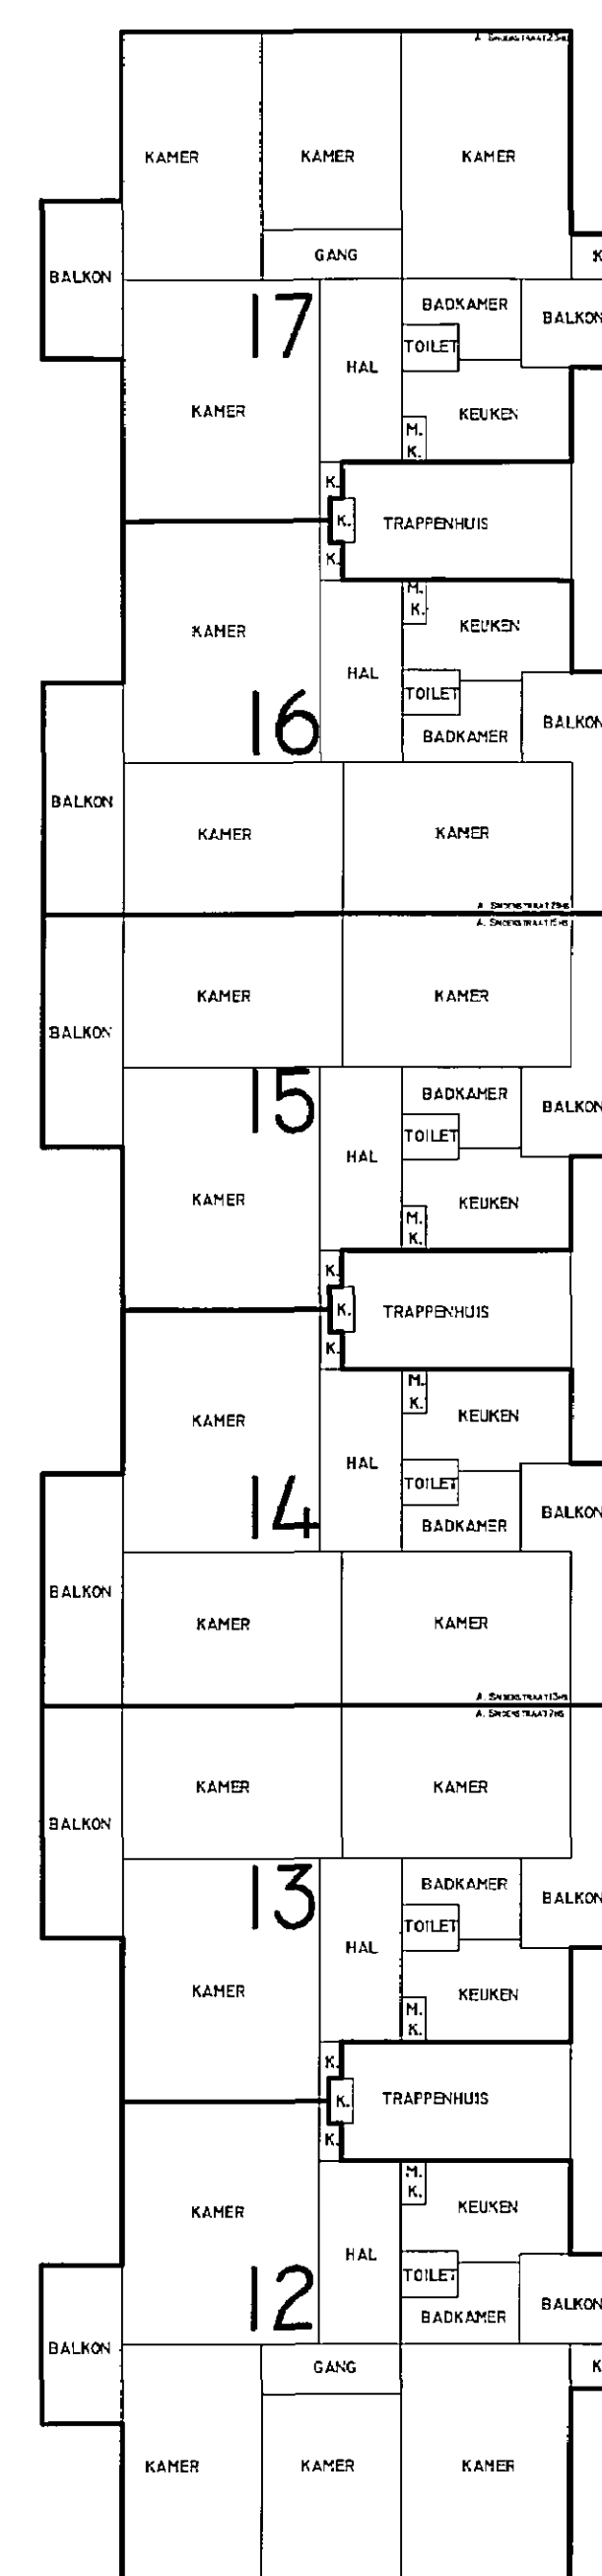 KAMER
KAMER
KAMER
GANG
K
BALKON
17
BADKAMER
BALKON
TOILET
HAL
KAMER
KEUKEN
M.
K.
K.
K.
TRAPPENHUIS
K.
M.
K.
KEUKEN
KAMER
HAL
TOILET
16
BADKAMER
BALKON
BALKON
KAMER
KAMER
KAMER
KAMER
BALKON
15
BADKAMER
BALKON
TOILET
HAL
KAMER
KEUKEN
M.
K.
K.
K.
TRAPPENHUIS
K.
M.
K.
KEUKEN
KAMER
HAL
TOILET
14
BADKAMER
BALKON
BALKON
KAMER
KAMER
KAMER
KAMER
BALKON
13
BADKAMER
BALKON
TOILET
HAL
KAMER
KEUKEN
M.
K.
K.
K.
TRAPPENHUIS
K.
M.
K.
KEUKEN
KAMER
HAL
TOILET
12
BADKAMER
BALKON
BALKON
GANG
K
KAMER
KAMER
KAMER